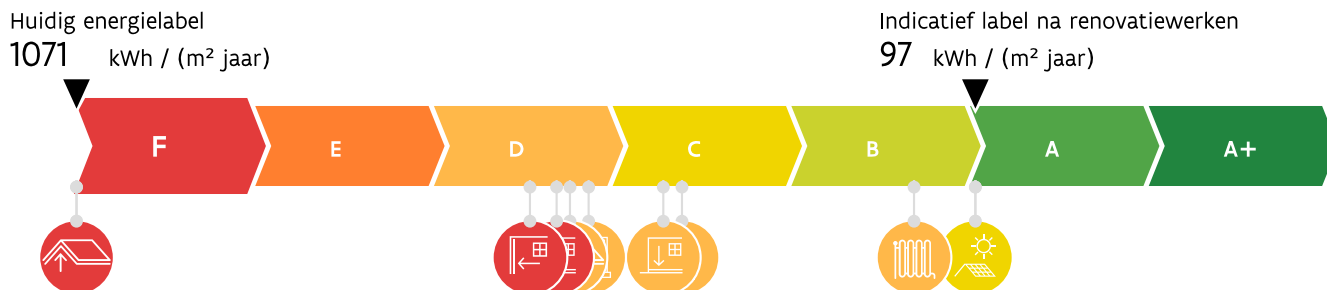 Huidig energielabel
1071 kWh / (m² jaar)
Indicatief label na renovatiewerken
97 kWh / (m² jaar)
F E D C B A A+